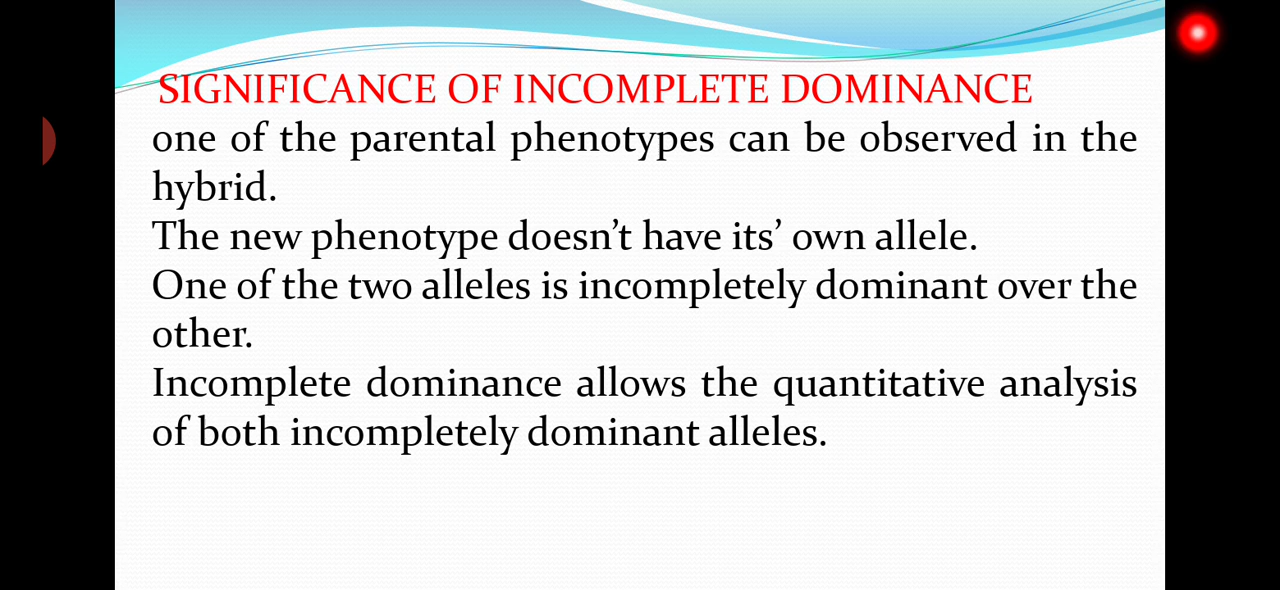 SIGNIFICANCE OF INCOMPLETE DOMINANCE
one of the parental phenotypes can be observed in the
hybrid.
The new phenotype doesn’t have its’ own allele.
One of the two alleles is incompletely dominant over the
other.
Incomplete dominance allows the quantitative analysis
of both incompletely dominant alleles.